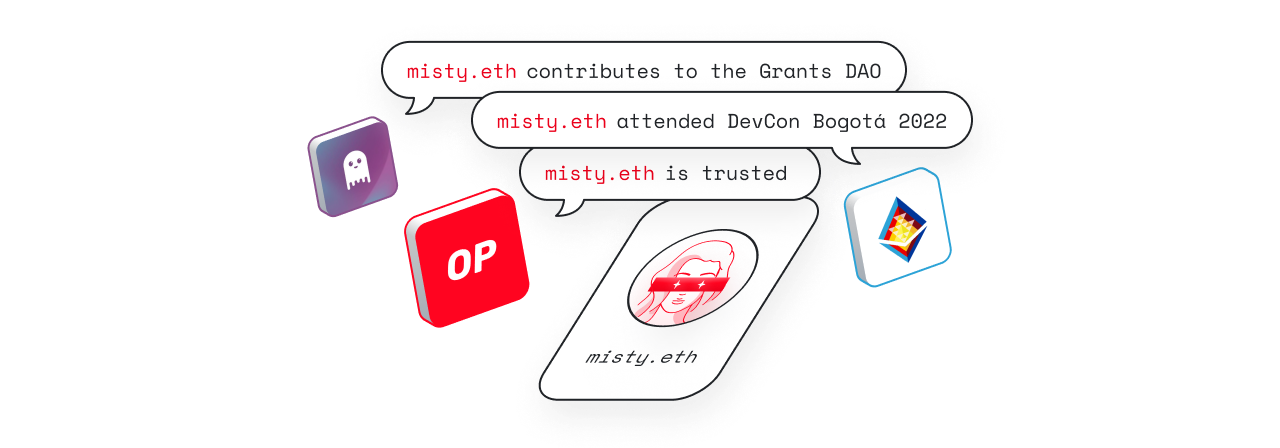 misty.eth contributes to the Grants DAO
misty.eth attended DevCon Bogotá 2022
misty.eth is trusted
OP
misty.eth